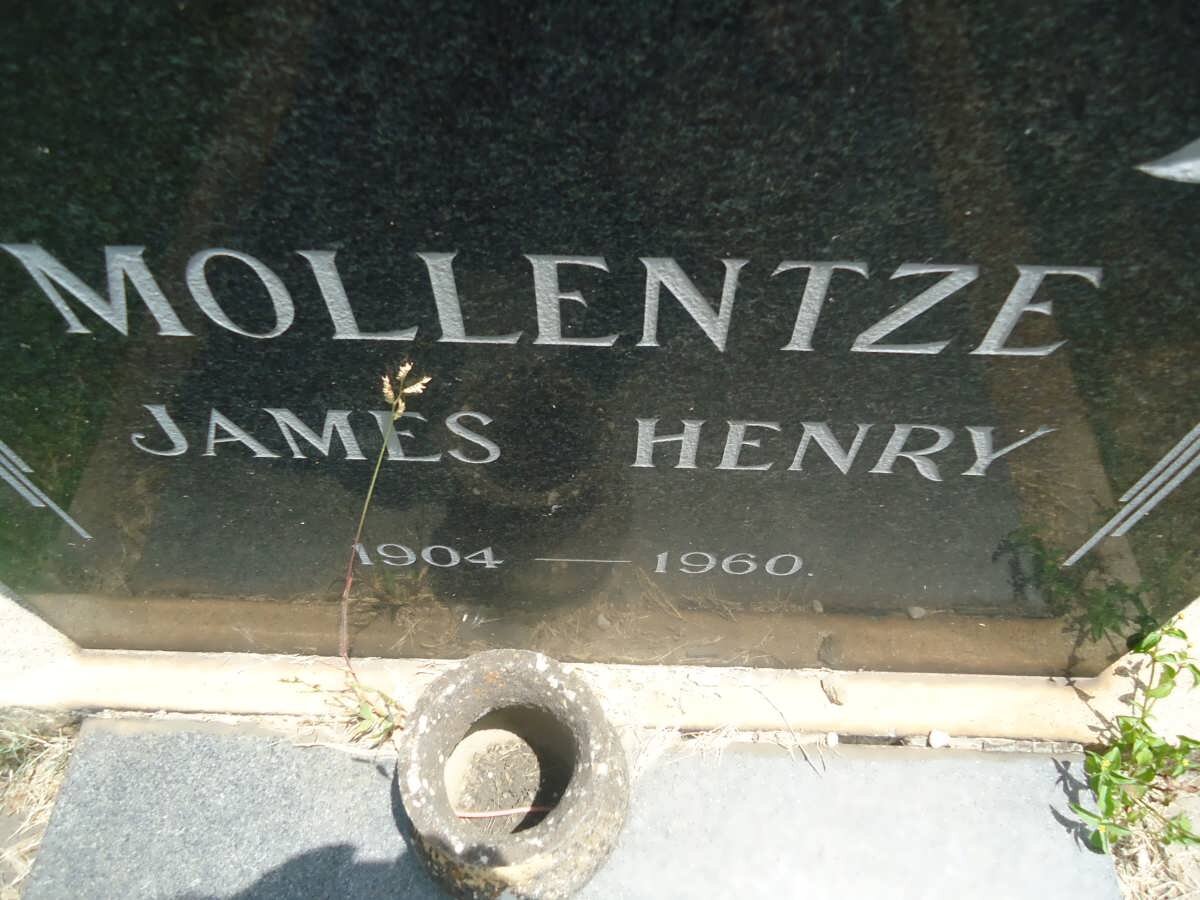 MOLLENTZE
JAMES HENRY
1904 — 1960.